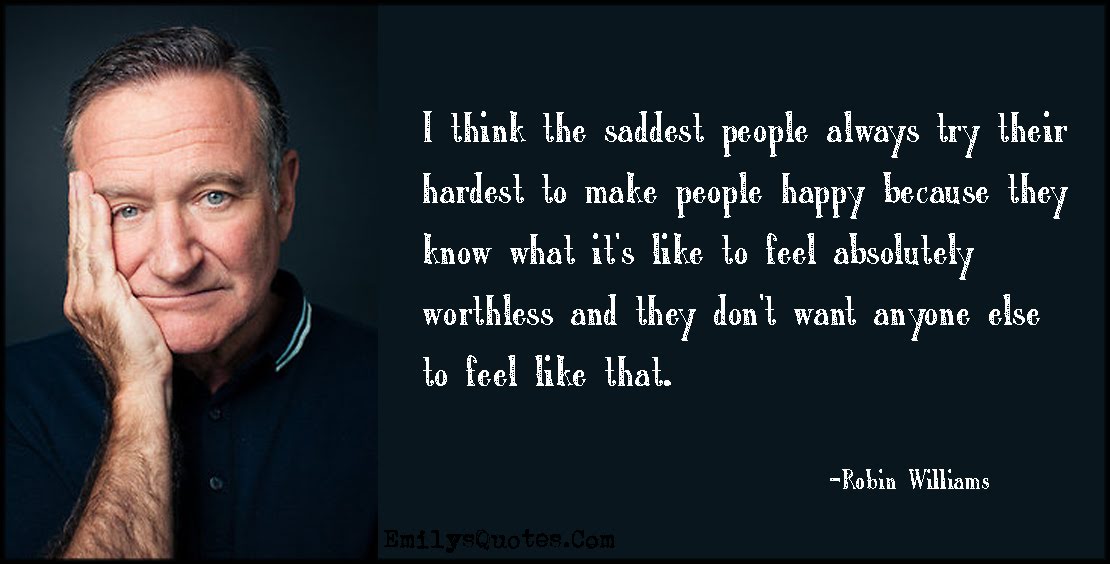 I think the saddest people always try their
hardest to make people happy because they
know what it's like to feel absolutely
worthless and they don't want anyone else
to feel like that.
-Robin Williams
EmilysQuotes.Com